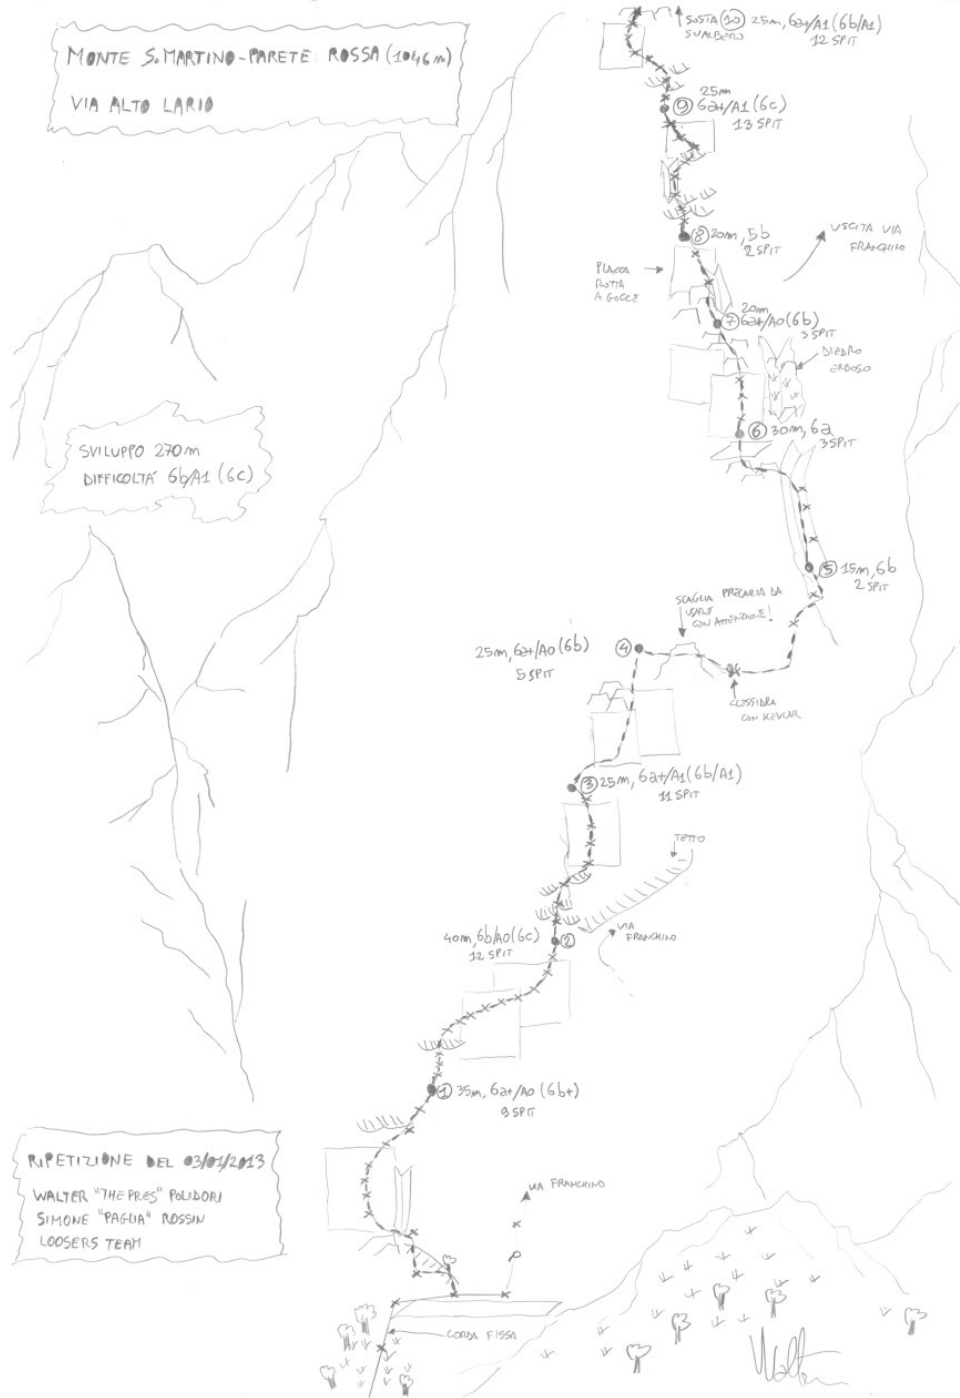 MONTE S. MARTINO - PARETE ROSSA (1046 m)
VIA ALTO LARIO
SOSTA 10
SU ALBERO
25m, 6a+/A1 (6b/A1)
12 SPIT
25m
9 6a+/A1 (6c)
13 SPIT
8 20m, 5b
2 SPIT
USCITA VIA
FRANCHINO
PLACCA
ROTTA
A GOCCE
20m
7 6a+/A0 (6b)
3 SPIT
DIEDRO
ERBOSO
6 30m, 6a
3 SPIT
SVILUPPO 270 m
DIFFICOLTA' 6b/A1 (6c)
5 15m, 6b
2 SPIT
SCAGLIA PRECARIA DA
USARE
CON ATTENZIONE!
25m, 6a+/A0 (6b) 4
5 SPIT
CLESSIDRA
CON KEVLAR
3 25m, 6a+/A1 (6b/A1)
11 SPIT
TETTO
VIA
FRANCHINO
40m, 6b/A0 (6c) 2
12 SPIT
1 35m, 6a+/A0 (6b+)
9 SPIT
RIPETIZIONE DEL 03/01/2013
WALTER "THE PRES" POLIDORI
SIMONE "PAGLIA" ROSSIN
LOOSERS TEAM
VIA FRANCHINO
CORDA FISSA
Walter